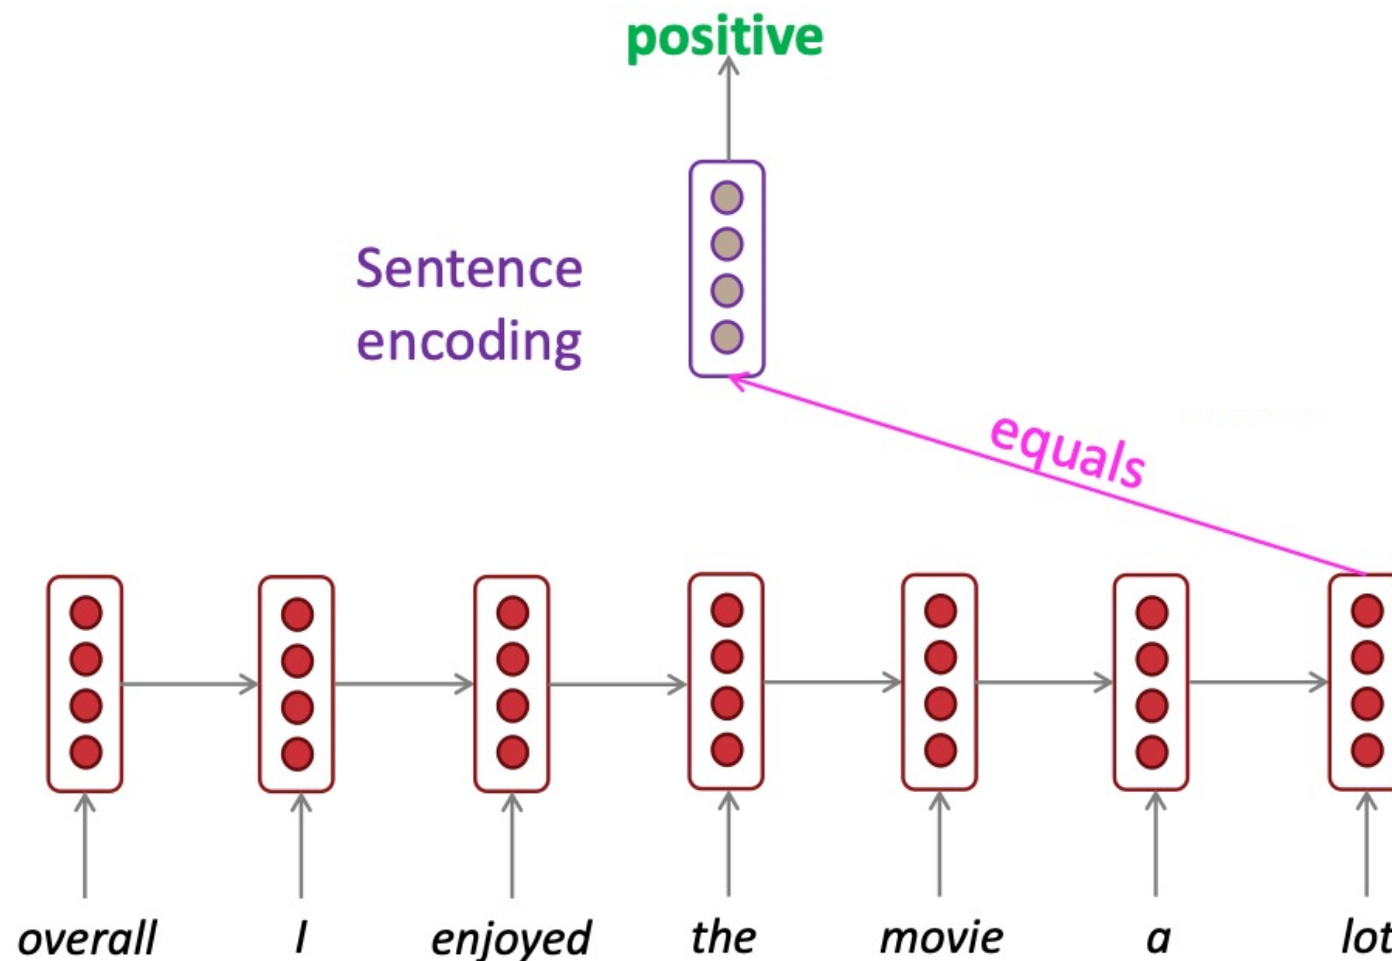 positive
Sentence
encoding
equals
overall I enjoyed the movie a lot